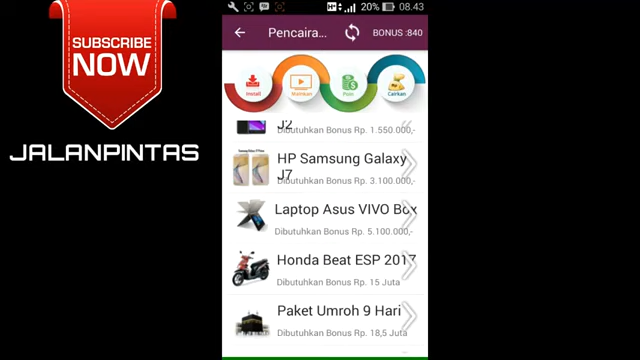 SUBSCRIBE
NOW
JALANPINTAS
20% 08.43
Pencaira...
BONUS :840
Install
Mainkan
Poin
Cairkan
J2
Dibutuhkan Bonus Rp. 1.550.000,-
HP Samsung Galaxy
J7
Dibutuhkan Bonus Rp. 3.100.000,-
Laptop Asus VIVO Box
Dibutuhkan Bonus Rp. 5.100.000,-
Honda Beat ESP 2017
Dibutuhkan Bonus Rp. 15 Juta
Paket Umroh 9 Hari
Dibutuhkan Bonus Rp. 18,5 Juta